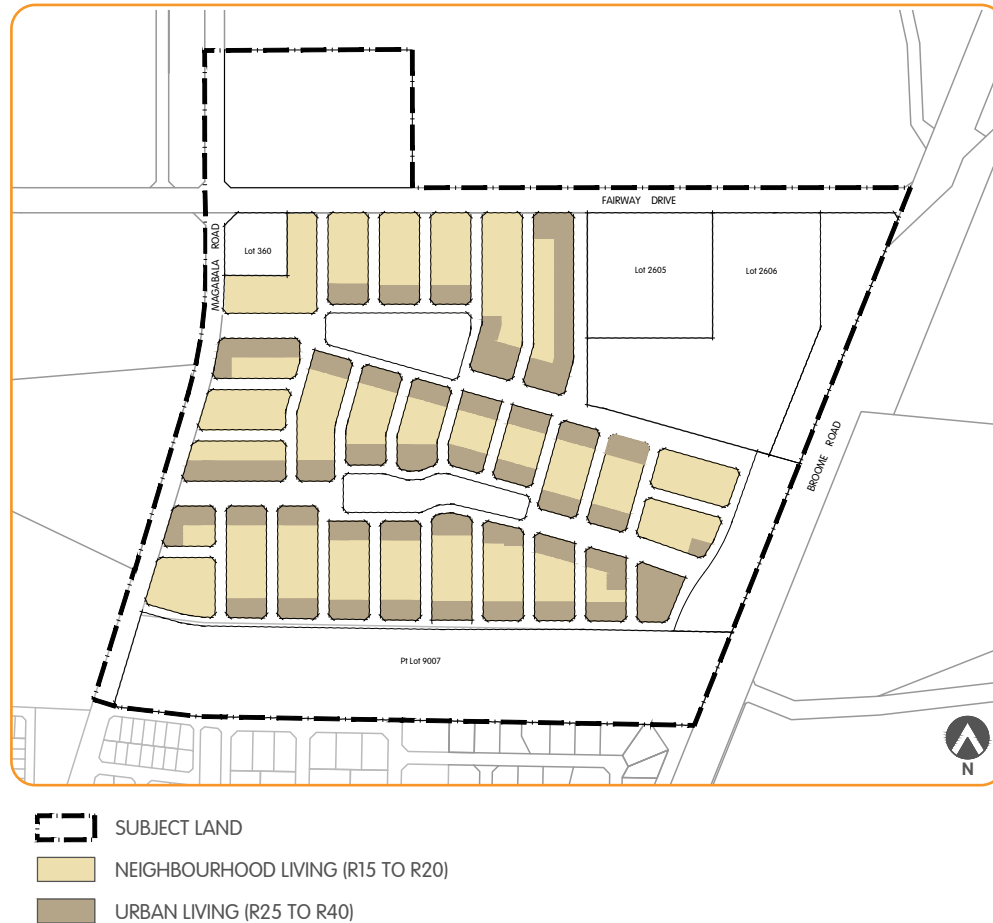 FAIRWAY DRIVE
MAGABALA ROAD
Lot 360
Lot 2605
Lot 2606
BROOME ROAD
Pt Lot 9007
N
SUBJECT LAND
NEIGHBOURHOOD LIVING (R15 TO R20)
URBAN LIVING (R25 TO R40)